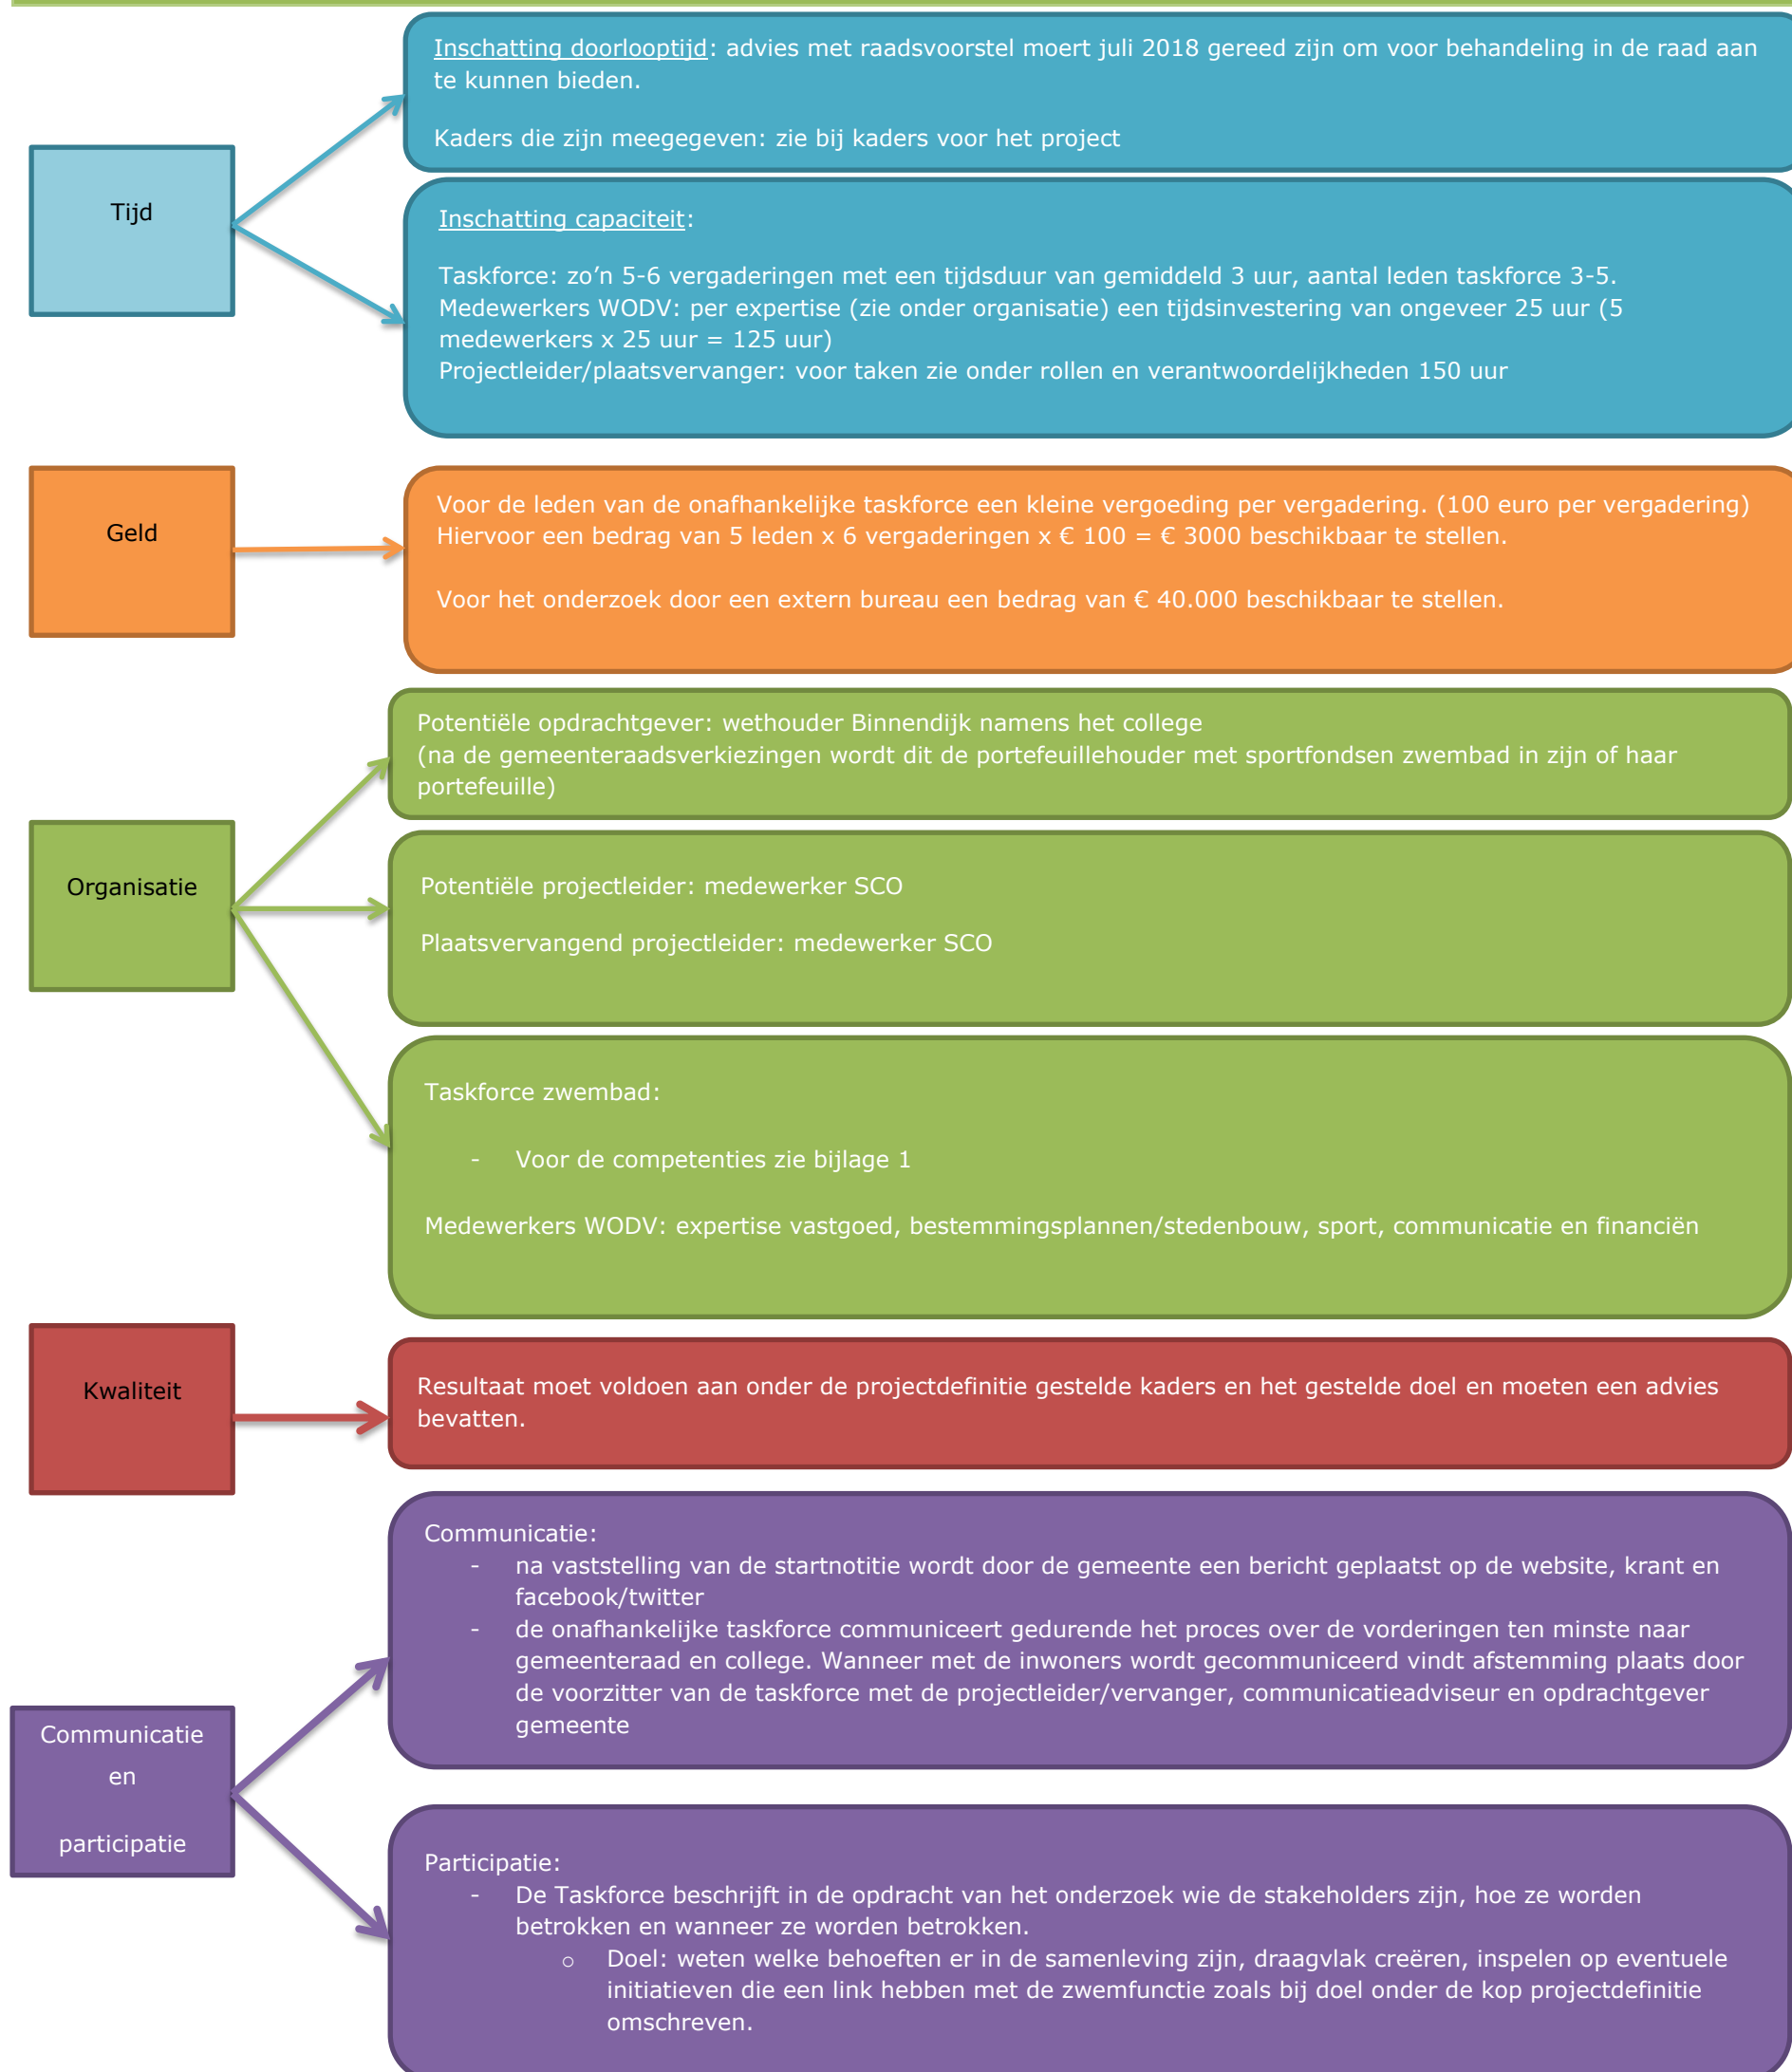 Inschatting doorlooptijd: advies met raadsvoorstel moert juli 2018 gereed zijn om voor behandeling in de raad aan
te kunnen bieden.
Kaders die zijn meegegeven: zie bij kaders voor het project
Tijd
Inschatting capaciteit:
Taskforce: zo’n 5-6 vergaderingen met een tijdsduur van gemiddeld 3 uur, aantal leden taskforce 3-5.
Medewerkers WODV: per expertise (zie onder organisatie) een tijdsinvestering van ongeveer 25 uur (5
medewerkers x 25 uur = 125 uur)
Projectleider/plaatsvervanger: voor taken zie onder rollen en verantwoordelijkheden 150 uur
Geld
Voor de leden van de onafhankelijke taskforce een kleine vergoeding per vergadering. (100 euro per vergadering)
Hiervoor een bedrag van 5 leden x 6 vergaderingen x € 100 = € 3000 beschikbaar te stellen.
Voor het onderzoek door een extern bureau een bedrag van € 40.000 beschikbaar te stellen.
Potentiële opdrachtgever: wethouder Binnendijk namens het college
(na de gemeenteraadsverkiezingen wordt dit de portefeuillehouder met sportfondsen zwembad in zijn of haar
portefeuille)
Organisatie
Potentiële projectleider: medewerker SCO
Plaatsvervangend projectleider: medewerker SCO
Taskforce zwembad:
- Voor de competenties zie bijlage 1
Medewerkers WODV: expertise vastgoed, bestemmingsplannen/stedenbouw, sport, communicatie en financiën
Kwaliteit
Resultaat moet voldoen aan onder de projectdefinitie gestelde kaders en het gestelde doel en moeten een advies
bevatten.
Communicatie:
- na vaststelling van de startnotitie wordt door de gemeente een bericht geplaatst op de website, krant en
facebook/twitter
- de onafhankelijke taskforce communiceert gedurende het proces over de vorderingen ten minste naar
gemeenteraad en college. Wanneer met de inwoners wordt gecommuniceerd vindt afstemming plaats door
de voorzitter van de taskforce met de projectleider/vervanger, communicatieadviseur en opdrachtgever
gemeente
Communicatie
en
participatie
Participatie:
- De Taskforce beschrijft in de opdracht van het onderzoek wie de stakeholders zijn, hoe ze worden
betrokken en wanneer ze worden betrokken.
o Doel: weten welke behoeften er in de samenleving zijn, draagvlak creëren, inspelen op eventuele
initiatieven die een link hebben met de zwemfunctie zoals bij doel onder de kop projectdefinitie
omschreven.